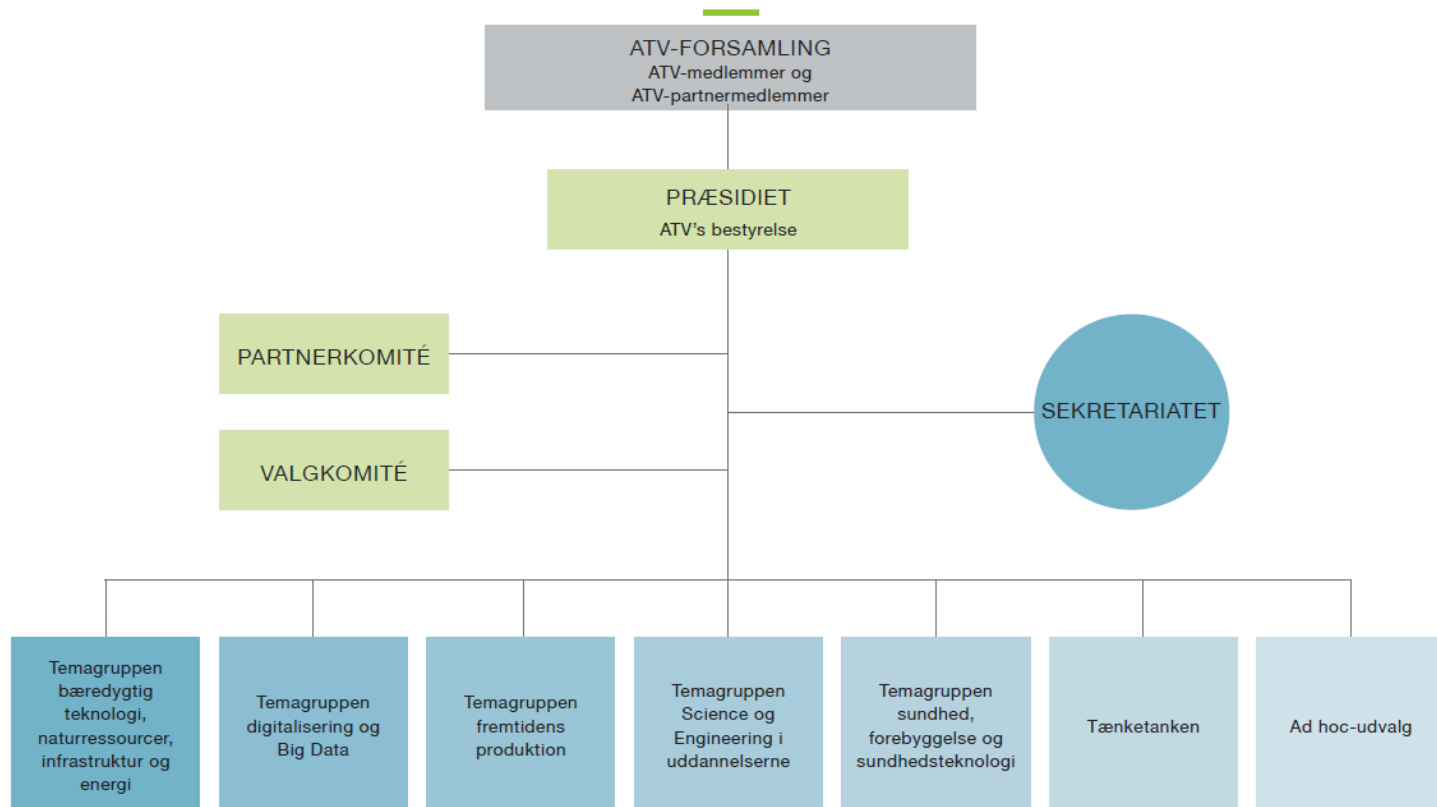 ATV-FORSAMLING
ATV-medlemmer og
ATV-partnermedlemmer
PRÆSIDIET
ATV's bestyrelse
PARTNERKOMITÉ
SEKRETARIATET
VALGKOMITÉ
Temagruppen
bæredygtig
teknologi,
naturressourcer,
infrastruktur og
energi
Temagruppen
digitalisering og
Big Data
Temagruppen
fremtidens
produktion
Temagruppen
Science og
Engineering i
uddannelserne
Temagruppen
sundhed,
forebyggelse og
sundhedsteknologi
Tænketanken
Ad hoc-udvalg